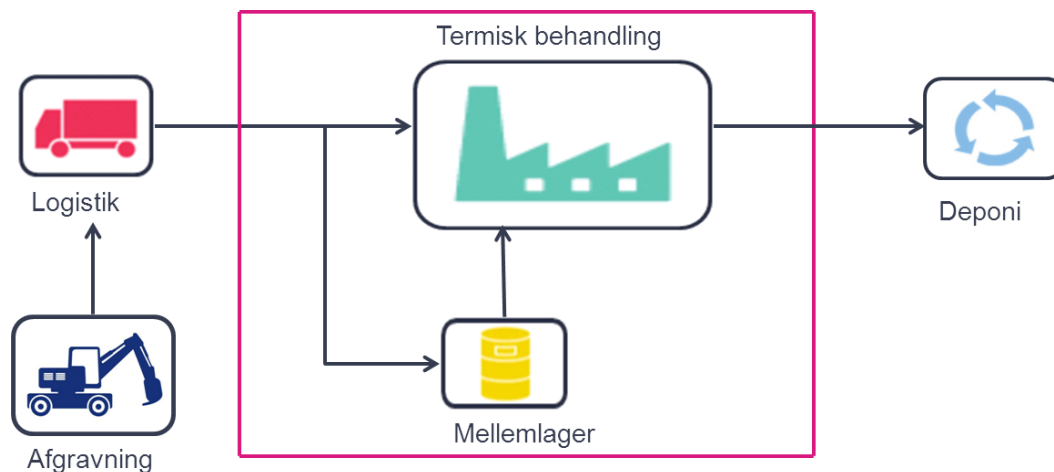 Termisk behandling
Logistik
Deponi
Mellemlager
Afgravning